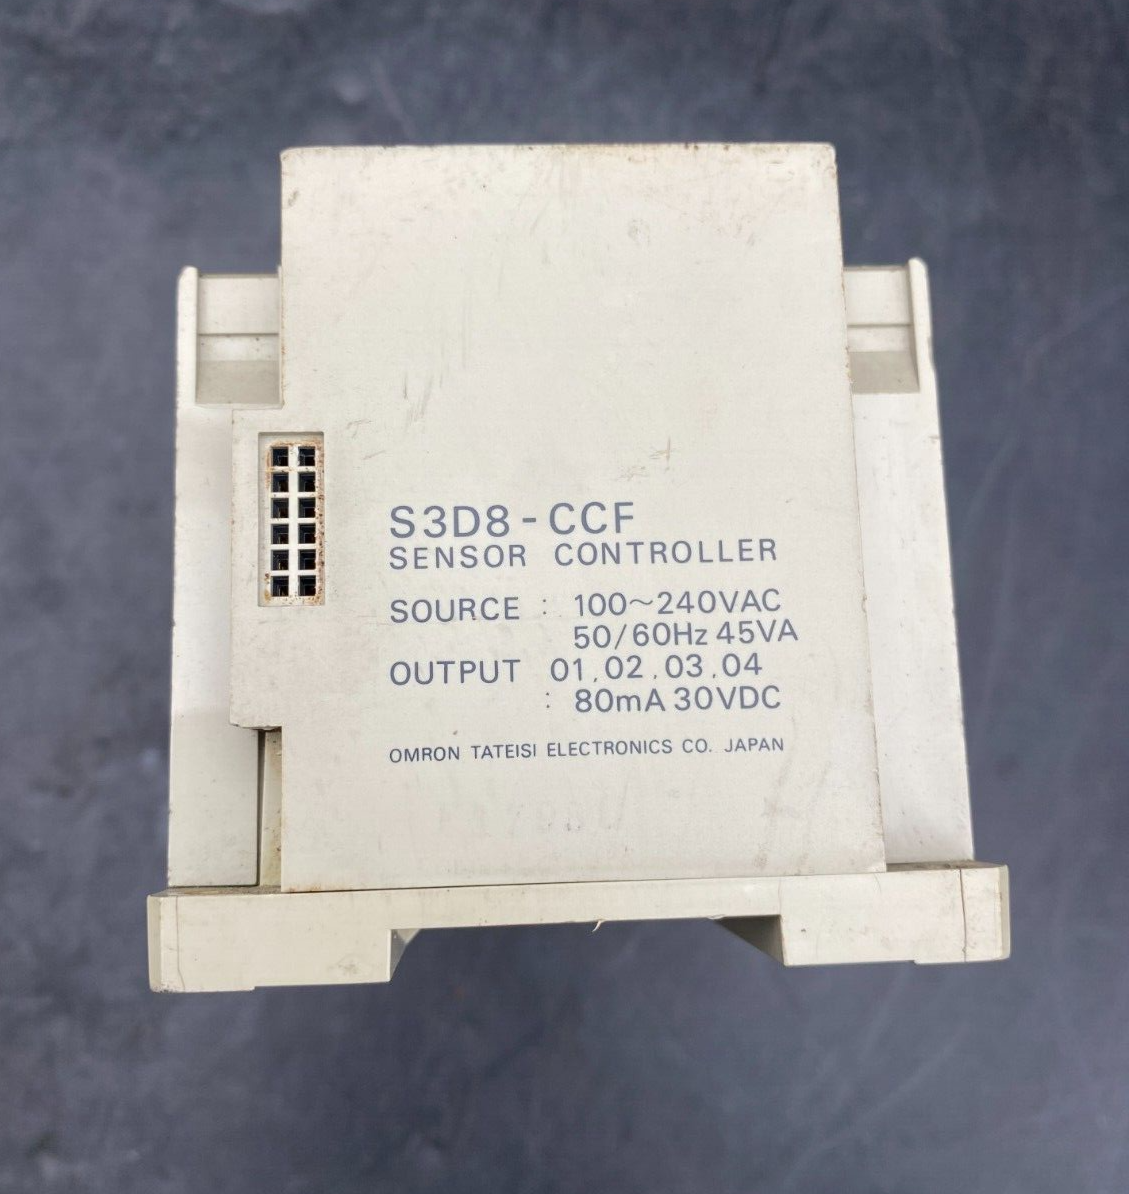 S3D8-CCF
SENSOR CONTROLLER
SOURCE : 100~240VAC
50/60Hz 45VA
OUTPUT 01,02,03,04
: 80mA 30VDC
OMRON TATEISI ELECTRONICS CO. JAPAN